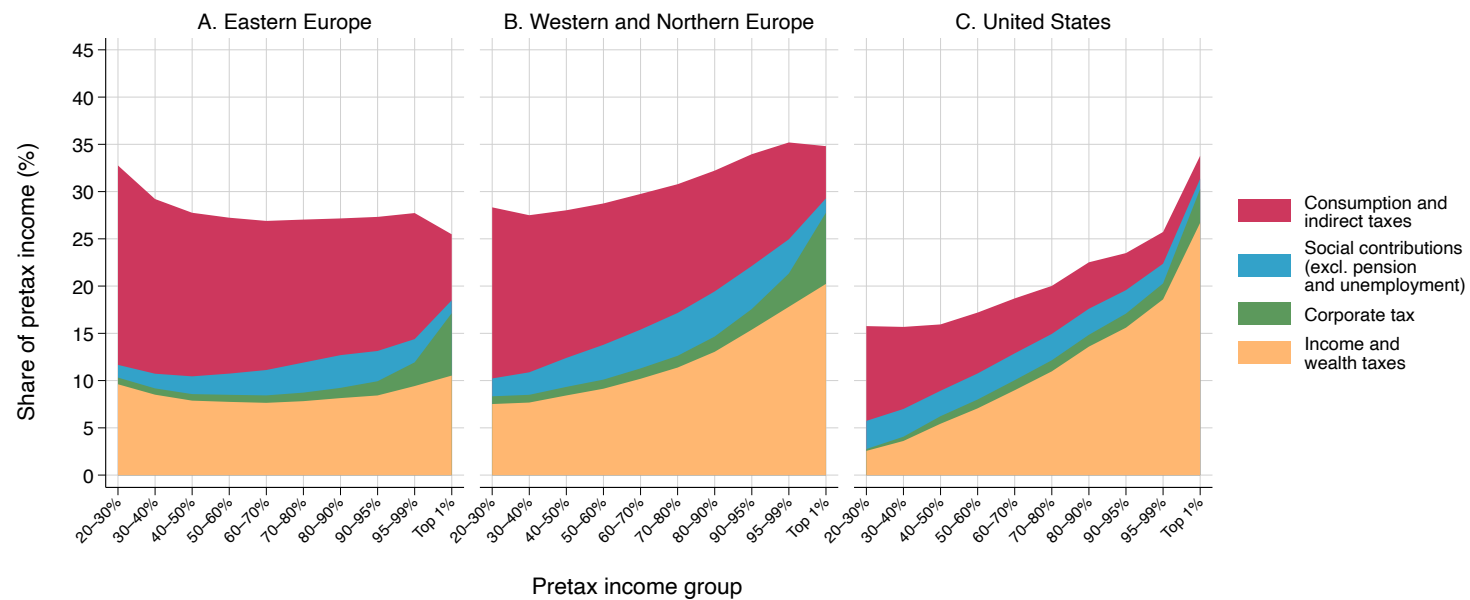 A. Eastern Europe
B. Western and Northern Europe
C. United States
Share of pretax income (%)
45
40
35
30
25
20
15
10
5
0
20–30%
30–40%
40–50%
50–60%
60–70%
70–80%
80–90%
90–95%
95–99%
Top 1%
20–30%
30–40%
40–50%
50–60%
60–70%
70–80%
80–90%
90–95%
95–99%
Top 1%
20–30%
30–40%
40–50%
50–60%
60–70%
70–80%
80–90%
90–95%
95–99%
Top 1%
Pretax income group
Consumption and
indirect taxes
Social contributions
(excl. pension
and unemployment)
Corporate tax
Income and
wealth taxes